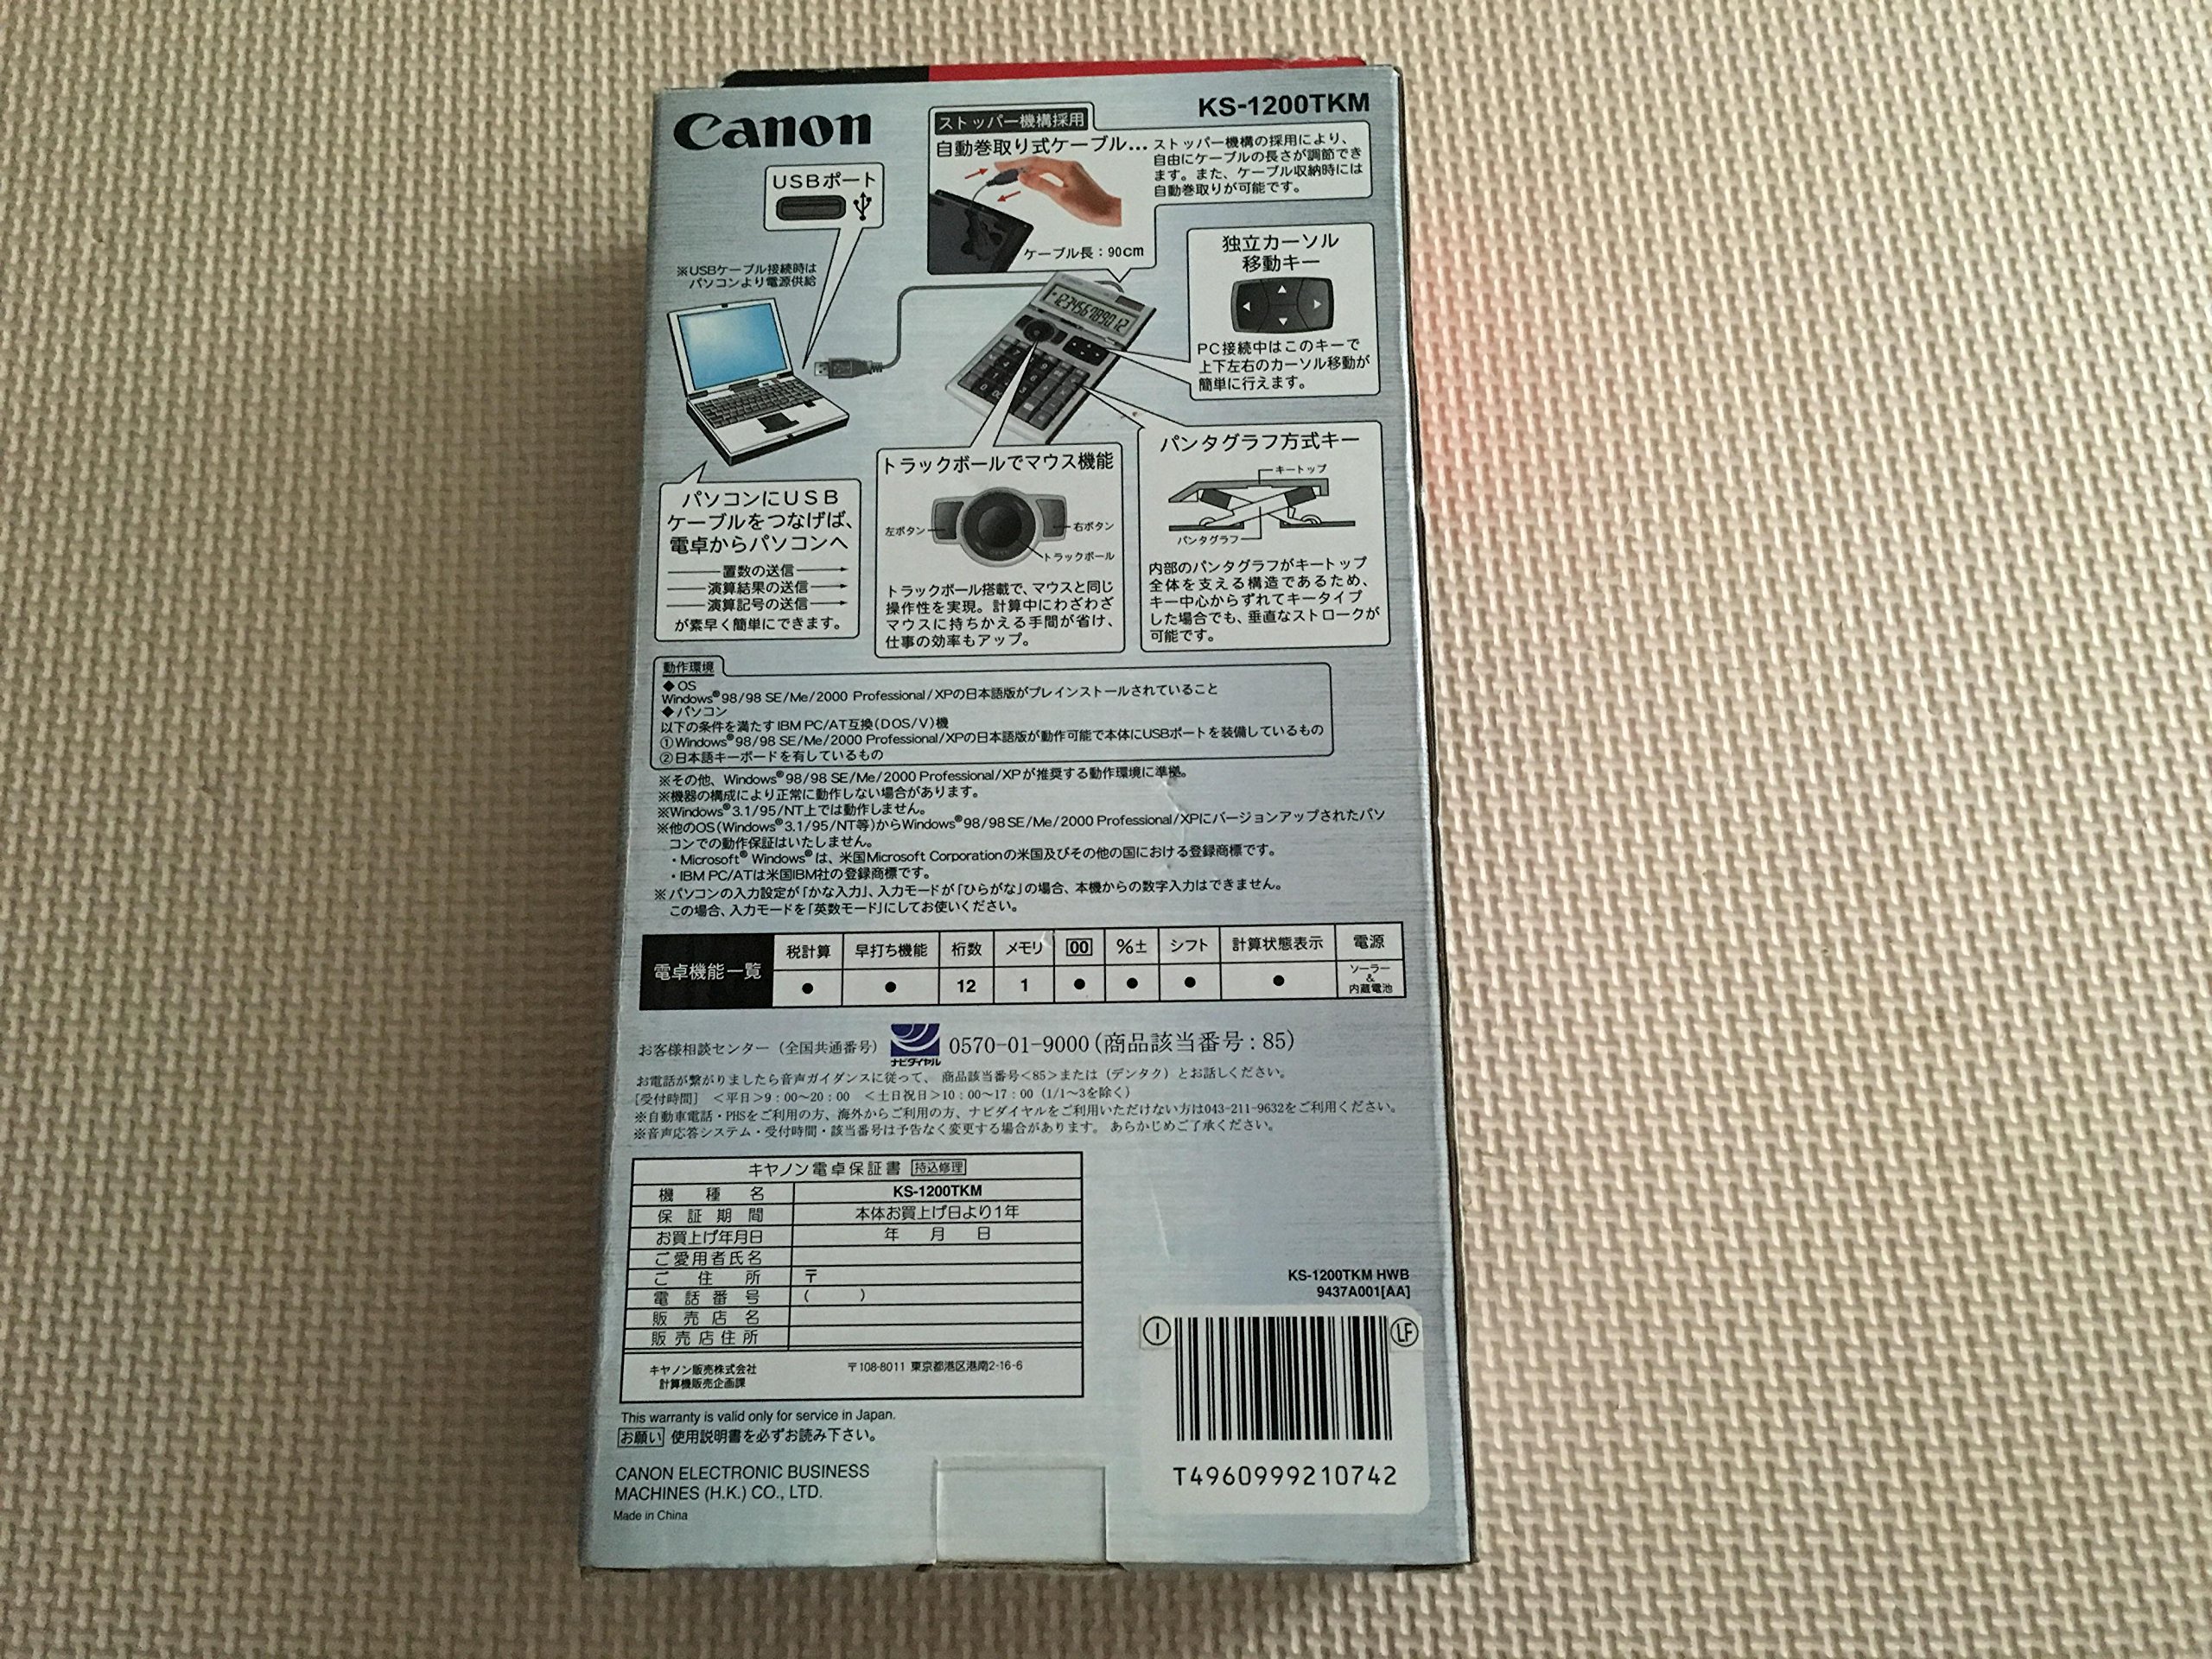 Canon
KS-1200TKM
ストッパー機構採用
自動巻取り式ケーブル…
ストッパー機構の採用により、
自由にケーブルの長さが調節でき
ます。また、ケーブル収納時には
自動巻取りが可能です。
ケーブル長：90cm
USBポート
※USBケーブル接続時は
パソコンより電源供給
独立カーソル
移動キー
PC接続中はこのキーで
上下左右のカーソル移動が
簡単に行えます。
パソコンにUSB
ケーブルをつなげば、
電卓からパソコンへ
置数の送信
演算結果の送信
演算記号の送信
が素早く簡単にできます。
トラックボールでマウス機能
左ボタン
右ボタン
トラックボール
トラックボール搭載で、マウスと同じ
操作性を実現。計算中にわざわざ
マウスに持ちかえる手間が省け、
仕事の効率もアップ。
パンタグラフ方式キー
キートップ
パンタグラフ
内部のパンタグラフがキートップ
全体を支える構造であるため、
キー中心からずれてキータイプ
した場合でも、垂直なストロークが
可能です。
動作環境
◆OS
Windows®98/98 SE/Me/2000 Professional/XPの日本語版がプレインストールされていること
◆パソコン
以下の条件を満たすIBM PC/AT互換(DOS/V)機
①Windows®98/98 SE/Me/2000 Professional/XPの日本語版が動作可能で本体にUSBポートを装備しているもの
②日本語キーボードを有しているもの
※その他、Windows®98/98 SE/Me/2000 Professional/XPが推奨する動作環境に準拠。
※機器の構成により正常に動作しない場合があります。
※Windows®3.1/95/NT上では動作しません。
※他のOS(Windows®3.1/95/NT等)からWindows®98/98SE/Me/2000 Professional/XPにバージョンアップされたパソ
コンでの動作保証はいたしません。
・Microsoft® Windows®は、米国Microsoft Corporationの米国及びその他の国における登録商標です。
・IBM PC/ATは米国IBM社の登録商標です。
※パソコンの入力設定が「かな入力」、入力モードが「ひらがな」の場合、本機からの数字入力はできません。
この場合、入力モードを「英数モード」にしてお使いください。
電卓機能一覧
税計算 早打ち機能 桁数 メモリ 00 %± シフト 計算状態表示 電源
● ● 12 1 ● ● ● ● ソーラー
&
内蔵電池
お客様相談センター（全国共通番号） ナビダイヤル 0570-01-9000(商品該当番号：85)
お電話が繋がりましたら音声ガイダンスに従って、 商品該当番号<85>または（デンタク）とお話しください。
[受付時間] <平日>9：00〜20：00 <土日祝日>10：00〜17：00（1/1〜3を除く）
※自動車電話・PHSをご利用の方、海外からご利用の方、ナビダイヤルをご利用いただけない方は043-211-9632をご利用ください。
※音声応答システム・受付時間・該当番号は予告なく変更する場合があります。 あらかじめご了承ください。
キヤノン電卓保証書 持込修理
機種名 KS-1200TKM
保証期間 本体お買上げ日より1年
お買上げ年月日 年 月 日
ご愛用者氏名
ご住所 〒
電話番号 ( )
販売店名
販売店住所
キヤノン販売株式会社
計算機販売企画課
〒108-8011 東京都港区港南2-16-6
This warranty is valid only for service in Japan.
お願い 使用説明書を必ずお読み下さい。
CANON ELECTRONIC BUSINESS
MACHINES (H.K.) CO., LTD.
Made in China
KS-1200TKM HWB
9437A001[AA]
I
LF
T4960999210742